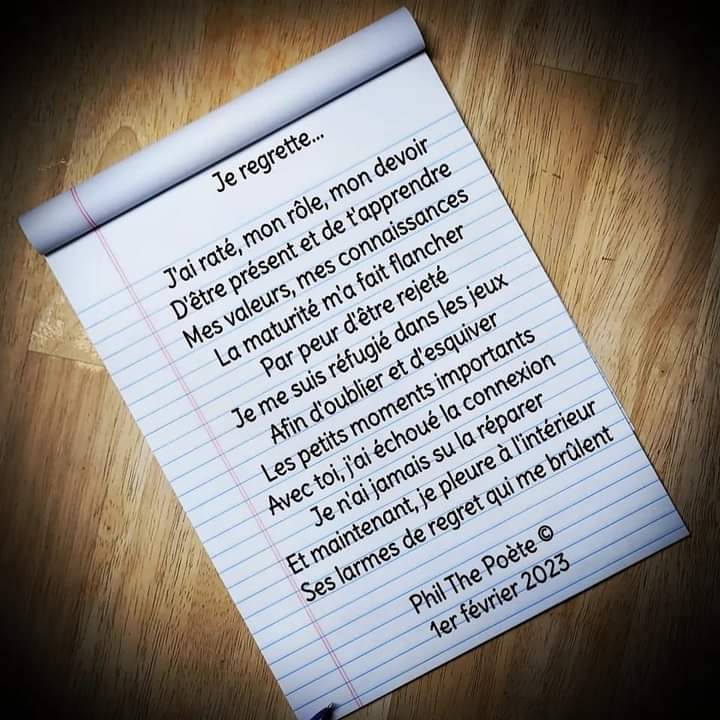 Je regrette...
J'ai raté, mon rôle, mon devoir
D'être présent et de t'apprendre
Mes valeurs, mes connaissances
La maturité m'a fait flancher
Par peur d'être rejeté
Je me suis réfugié dans les jeux
Afin d'oublier et d'esquiver
Les petits moments importants
Avec toi, j'ai échoué la connexion
Je n'ai jamais su la réparer
Et maintenant, je pleure à l'intérieur
Ses larmes de regret qui me brûlent
Phil The Poète ©
1er février 2023